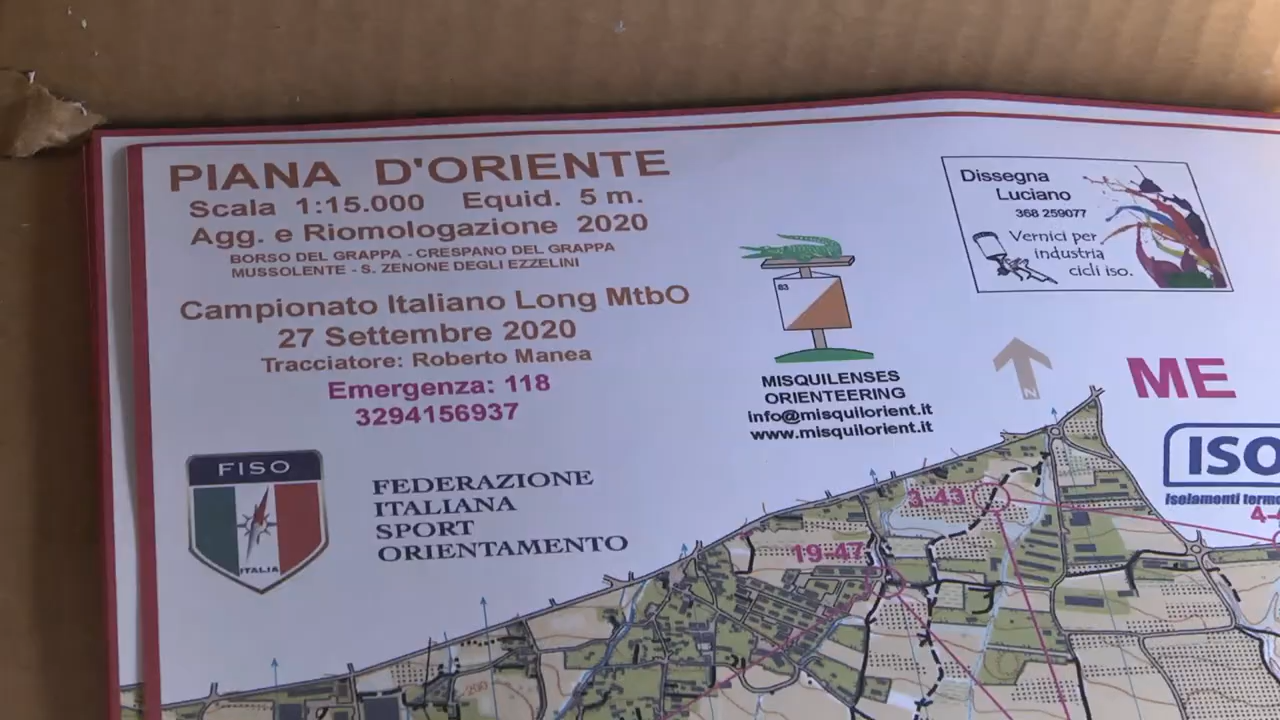 PIANA D'ORIENTE
Scala 1:15.000 Equid. 5 m.
Agg. e Riomologazione 2020
BORSO DEL GRAPPA - CRESPANO DEL GRAPPA
MUSSOLENTE - S. ZENONE DEGLI EZZELINI
Campionato Italiano Long MtbO
27 Settembre 2020
Tracciatore: Roberto Manea
Emergenza: 118
3294156937
FISO
ITALIA
FEDERAZIONE
ITALIANA
SPORT
ORIENTAMENTO
63
MISQUILENSES
ORIENTEERING
info@misquilorient.it
www.misquilorient.it
Dissegna
Luciano
368 259077
Vernici per
industria
cicli iso.
N
ME
ISO
Isolamenti
3-43
19-47
200